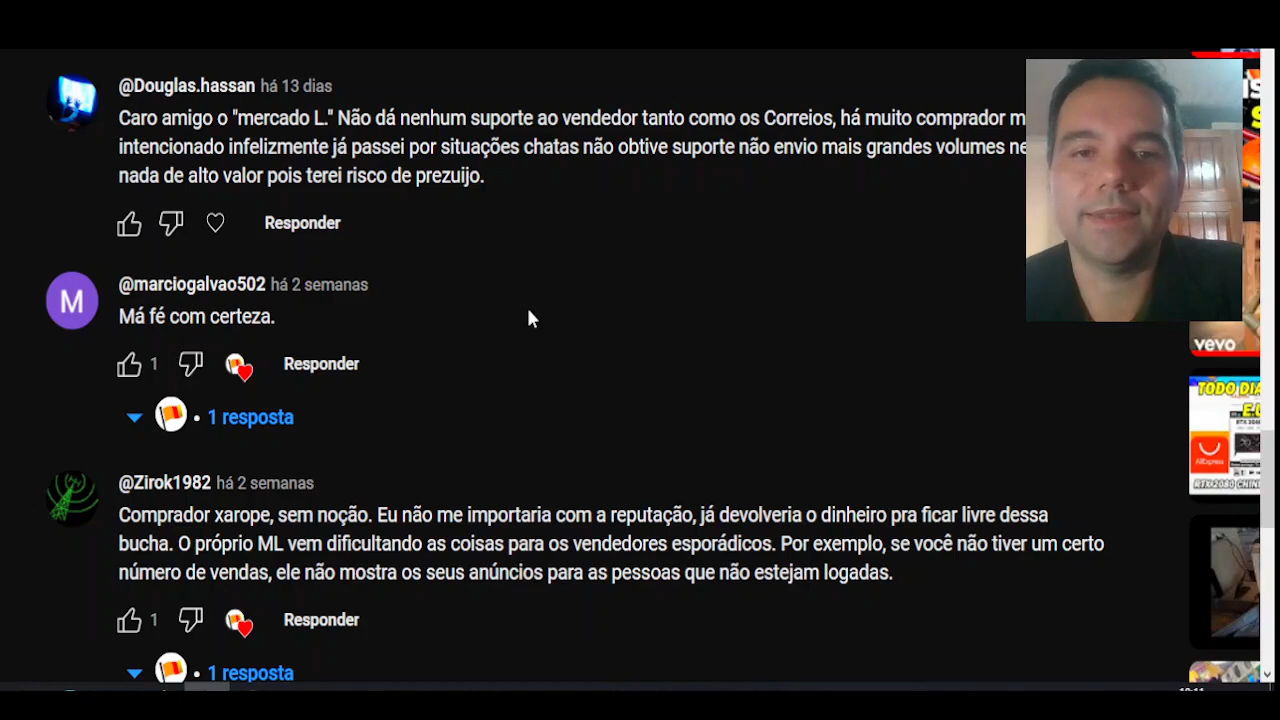 @Douglas.hassan há 13 dias
Caro amigo o "mercado L." Não dá nenhum suporte ao vendedor tanto como os Correios, há muito comprador m
intencionado infelizmente já passei por situações chatas não obtive suporte não envio mais grandes volumes ne
nada de alto valor pois terei risco de prezuijo.
Responder
@marciogalvao502 há 2 semanas
M
Má fé com certeza.
1 Responder
1 resposta
vevo
TODO DIA
AliExpress
@Zirok1982 há 2 semanas
Comprador xarope, sem noção. Eu não me importaria com a reputação, já devolveria o dinheiro pra ficar livre dessa
bucha. O próprio ML vem dificultando as coisas para os vendedores esporádicos. Por exemplo, se você não tiver um certo
número de vendas, ele não mostra os seus anúncios para as pessoas que não estejam logadas.
1 Responder
1 resposta